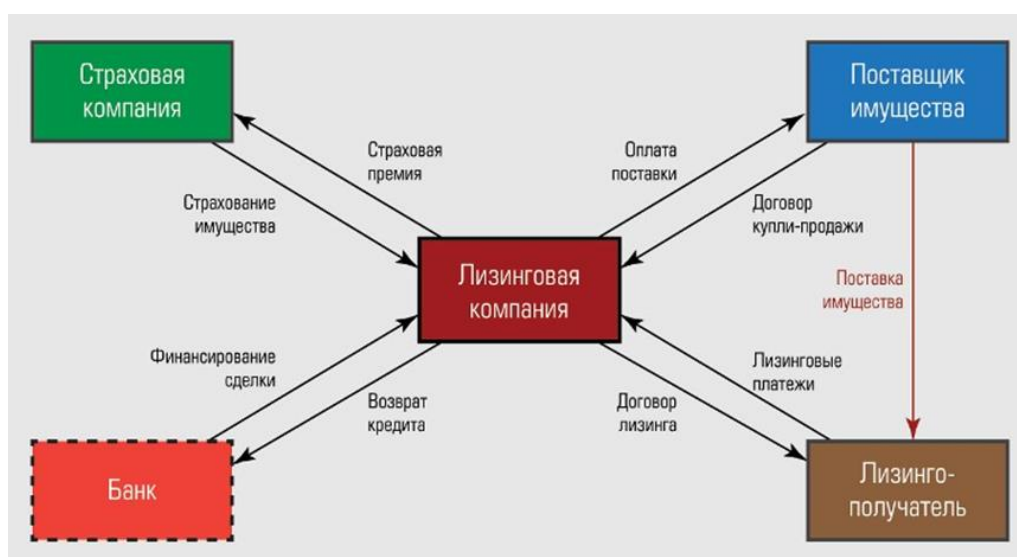 Страховая
компания
Поставщик
имущества
Страховая
премия
Оплата
поставки
Страхование
имущества
Договор
купли-продажи
Лизинговая
компания
Поставка
имущества
Финансирование
сделки
Лизинговые
платежи
Возврат
кредита
Договор
лизинга
Банк
Лизинго-
получатель